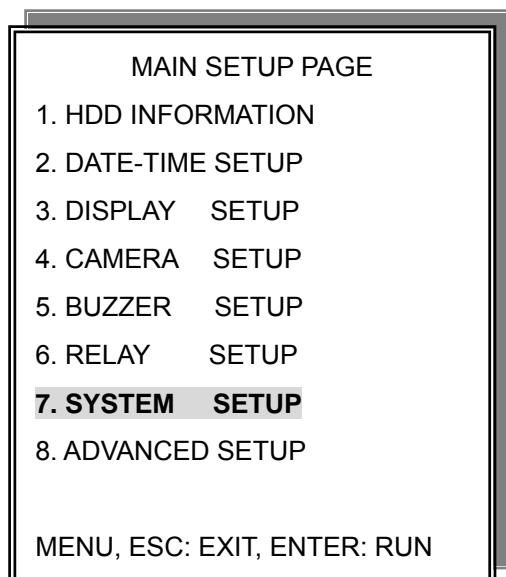 MAIN SETUP PAGE
1. HDD INFORMATION
2. DATE-TIME SETUP
3. DISPLAY SETUP
4. CAMERA SETUP
5. BUZZER SETUP
6. RELAY SETUP
7. SYSTEM SETUP
8. ADVANCED SETUP
MENU, ESC: EXIT, ENTER: RUN